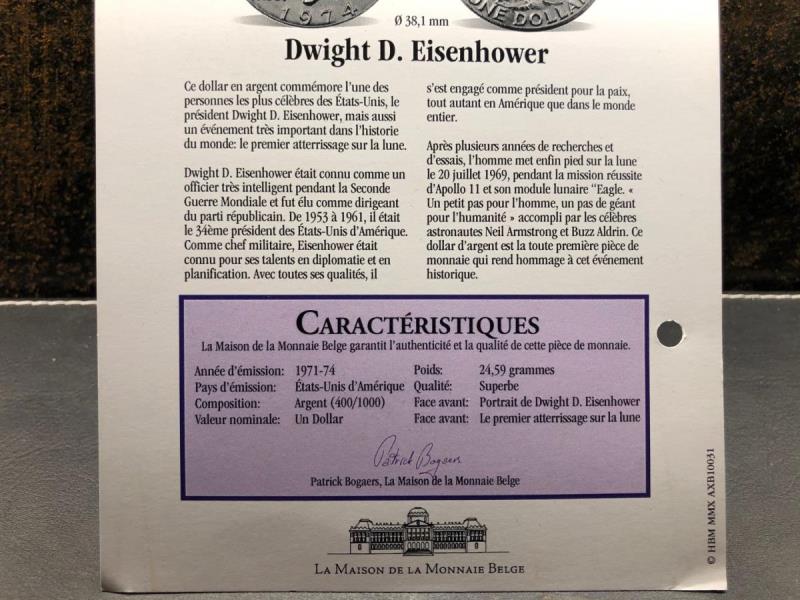 1974
ONE DOLLAR
Ø 38,1 mm
Dwight D. Eisenhower
Ce dollar en argent commémore l'une des
personnes les plus célèbres des États-Unis, le
président Dwight D. Eisenhower, mais aussi
un événement très important dans l'histoire
du monde: le premier atterrissage sur la lune.
Dwight D. Eisenhower était connu comme un
officier très intelligent pendant la Seconde
Guerre Mondiale et fut élu comme dirigeant
du parti républicain. De 1953 à 1961, il était
le 34ème président des États-Unis d'Amérique.
Comme chef militaire, Eisenhower était
connu pour ses talents en diplomatie et en
planification. Avec toutes ses qualités, il
s'est engagé comme président pour la paix,
tout autant en Amérique que dans le monde
entier.
Après plusieurs années de recherches et
d'essais, l'homme met enfin pied sur la lune
le 20 juillet 1969, pendant la mission réussite
d'Apollo 11 et son module lunaire "Eagle. «
Un petit pas pour l'homme, un pas de géant
pour l'humanité » accompli par les célèbres
astronautes Neil Armstrong et Buzz Aldrin. Ce
dollar d'argent est la toute première pièce de
monnaie qui rend hommage à cet événement
historique.
CARACTÉRISTIQUES
La Maison de la Monnaie Belge garantit l'authenticité et la qualité de cette pièce de monnaie.
Année d'émission: 1971-74
Pays d'émission: États-Unis d'Amérique
Composition: Argent (400/1000)
Valeur nominale: Un Dollar
Poids: 24,59 grammes
Qualité: Superbe
Face avant: Portrait de Dwight D. Eisenhower
Face avant: Le premier atterrissage sur la lune
Patrick Bogaers
Patrick Bogaers, La Maison de la Monnaie Belge
LA MAISON DE LA MONNAIE BELGE
© HBM MMX AXB10031